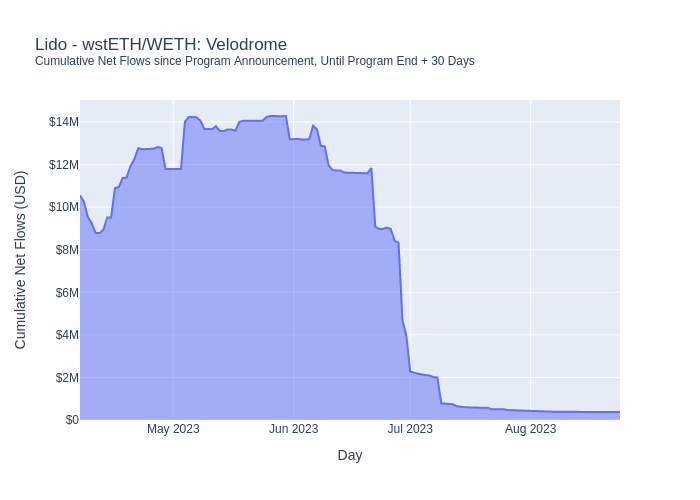 Lido - wstETH/WETH: Velodrome
Cumulative Net Flows since Program Announcement, Until Program End + 30 Days
Cumulative Net Flows (USD)
$14M
$12M
$10M
$8M
$6M
$4M
$2M
$0
May 2023
Jun 2023
Jul 2023
Aug 2023
Day